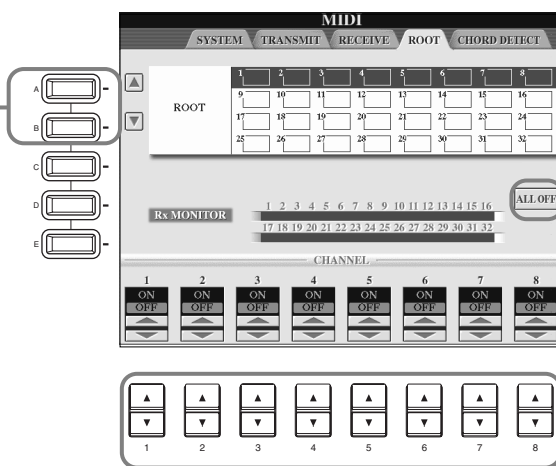 MIDI
SYSTEM TRANSMIT RECEIVE ROOT CHORD DETECT
A
B
C
D
E
ROOT
1 2 3 4 5 6 7 8
9 10 11 12 13 14 15 16
17 18 19 20 21 22 23 24
25 26 27 28 29 30 31 32
ALL OFF
Rx MONITOR
1 2 3 4 5 6 7 8 9 10 11 12 13 14 15 16
17 18 19 20 21 22 23 24 25 26 27 28 29 30 31 32
CHANNEL
1 2 3 4 5 6 7 8
ON ON ON ON ON ON ON ON
OFF OFF OFF OFF OFF OFF OFF OFF
1 2 3 4 5 6 7 8